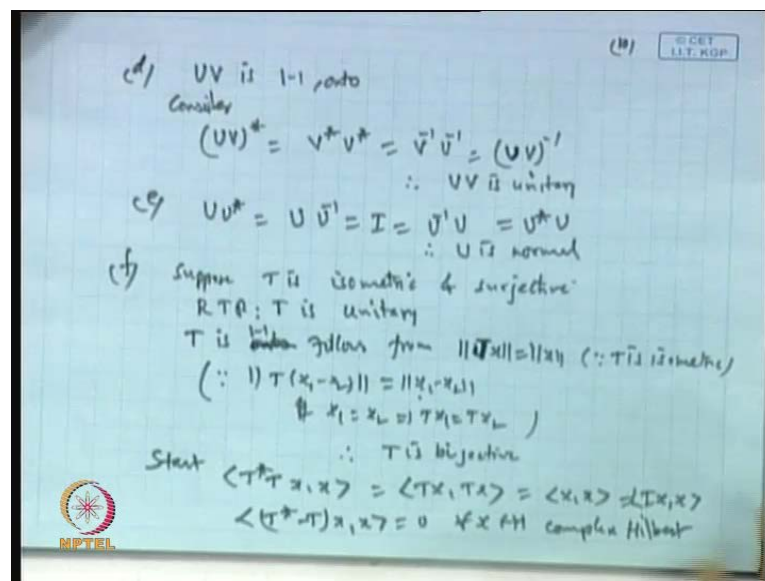 (10)
© CET
I.I.T. KGP
(d) UV is 1-1, onto
Consider
(UV)* = V*U* = V⁻¹U⁻¹ = (UV)⁻¹
∴ UV is unitary
(e) UU* = UU⁻¹ = I = U⁻¹U = U*U
∴ U is normal
(f) Suppose T is isometric & surjective
RTP: T is unitary
T is 1-1 follows from ||Tx|| = ||x|| (∵ T is isometric)
(∵ ||T(x₁-x₂)|| = ||x₁-x₂||
x₁ = x₂ ⇒ Tx₁ = Tx₂ )
∴ T is bijective
Start <T*T x, x> = <Tx, Tx> = <x, x> = <Ix, x>
<(T*-T)x, x> = 0 ∀ x ∈ H complex Hilbert
NPTEL